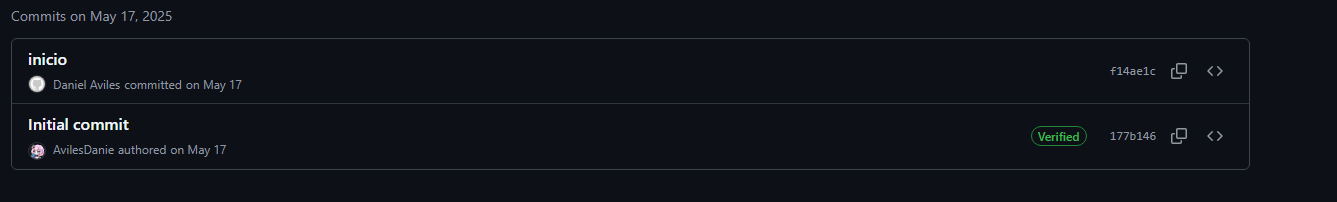 Commits on May 17, 2025
inicio
Daniel Aviles committed on May 17
f14ae1c
Initial commit
AvilesDanie authored on May 17
Verified
177b146